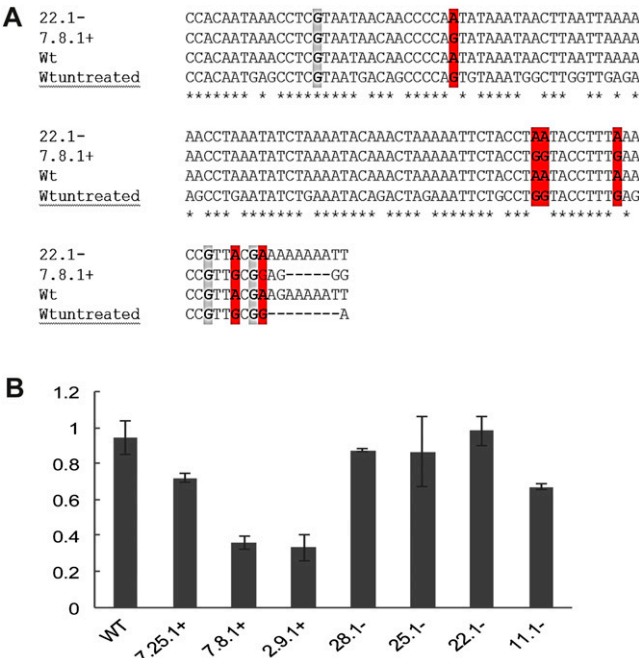 A
22.1- CCACAATAAACCTCGTAATAACAACCCCAATATAAATAACTTAATTAAAA
7.8.1+ CCACAATAAACCTCGTAATAACAACCCCAGTATAAATAACTTAATTAAAA
Wt CCACAATAAACCTCGTAATAACAACCCCAATATAAATAACTTAATTAAAA
Wtuntreated CCACAATGAGCCTCGTAATGACAGCCCCAGTGTAAATGGCTTGGTTGAGA
******* * ********* *** ***** * *****  ***  ** * *
22.1- AACCTAAATATCTAAAATACAAACTAAAAATTCTACCTAATACCTTTAAA
7.8.1+ AACCTAAATATCTAAAATACAAACTAAAAATTCTACCTGGTACCTTTGAA
Wt AACCTAAATATCTAAAATACAAACTAAAAATTCTACCTAATACCTTTAAA
Wtuntreated AGCCTGAATATCTGAAATACAGACTAGAAATTCTGCCTGGTACCTTTGAG
* *** ******* ******* **** ******* ***  ******* *
22.1- CCGTTACGAAAAAAAATT
7.8.1+ CCGTTGCGGAG-----GG
Wt CCGTTACGAAGAAAAATT
Wtuntreated CCGTTGCGG--------A
B
1.2
1
0.8
0.6
0.4
0.2
0
WT
7.25.1+
7.8.1+
2.9.1+
28.1-
25.1-
22.1-
11.1-